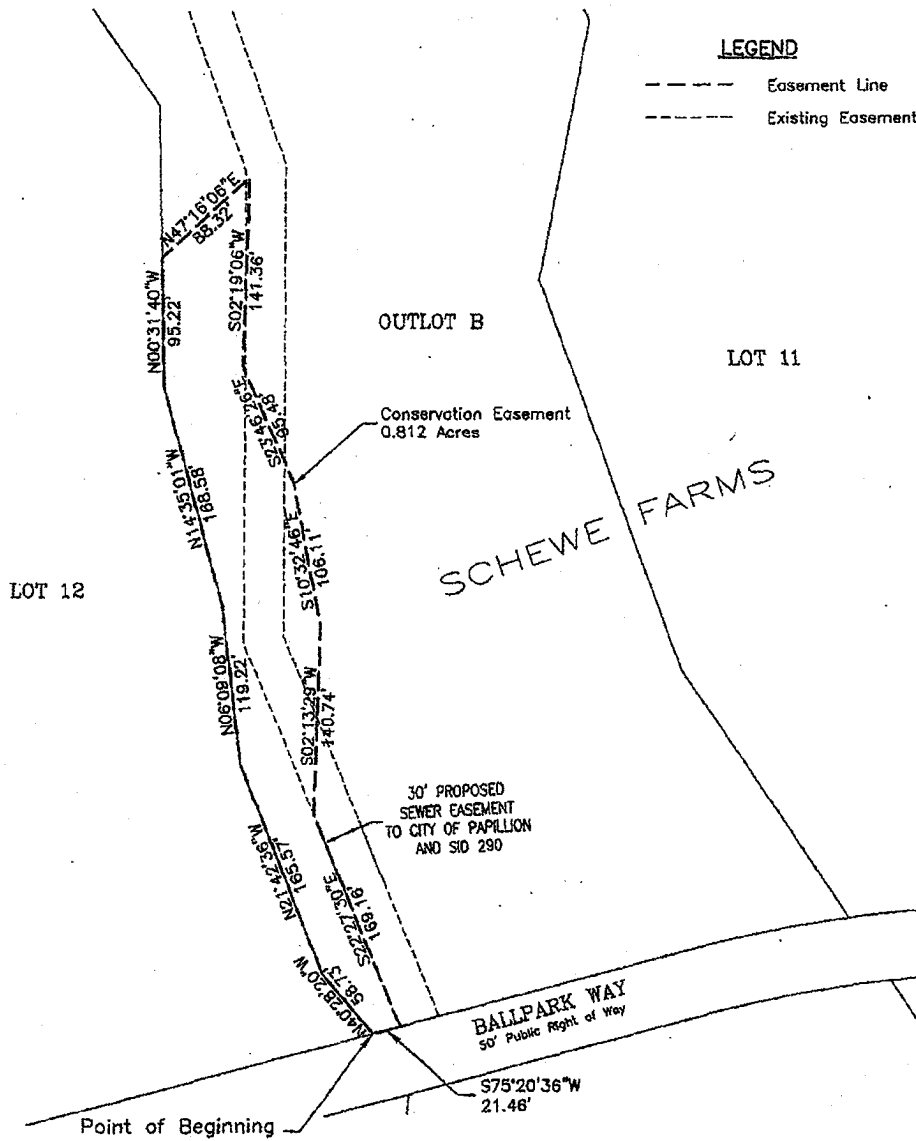 LEGEND
Easement Line
Existing Easement
N47°16'06"E
88.32'
S02°19'06"W
141.36'
N00°31'40"W
95.22'
OUTLOT B
LOT 11
S23°46'26"E
95.48'
Conservation Easement
0.812 Acres
N14°35'01"W
168.58'
SCHEWE FARMS
S10°32'46"E
106.11'
LOT 12
N06°09'08"W
119.22'
S02°13'29"W
140.74'
30' PROPOSED
SEWER EASEMENT
TO CITY OF PAPILLION
AND SID 290
N21°42'36"W
165.57'
S22°27'30"E
169.16'
N40°28'20"W
58.73'
BALLPARK WAY
50' Public Right of Way
S75°20'36"W
21.46'
Point of Beginning